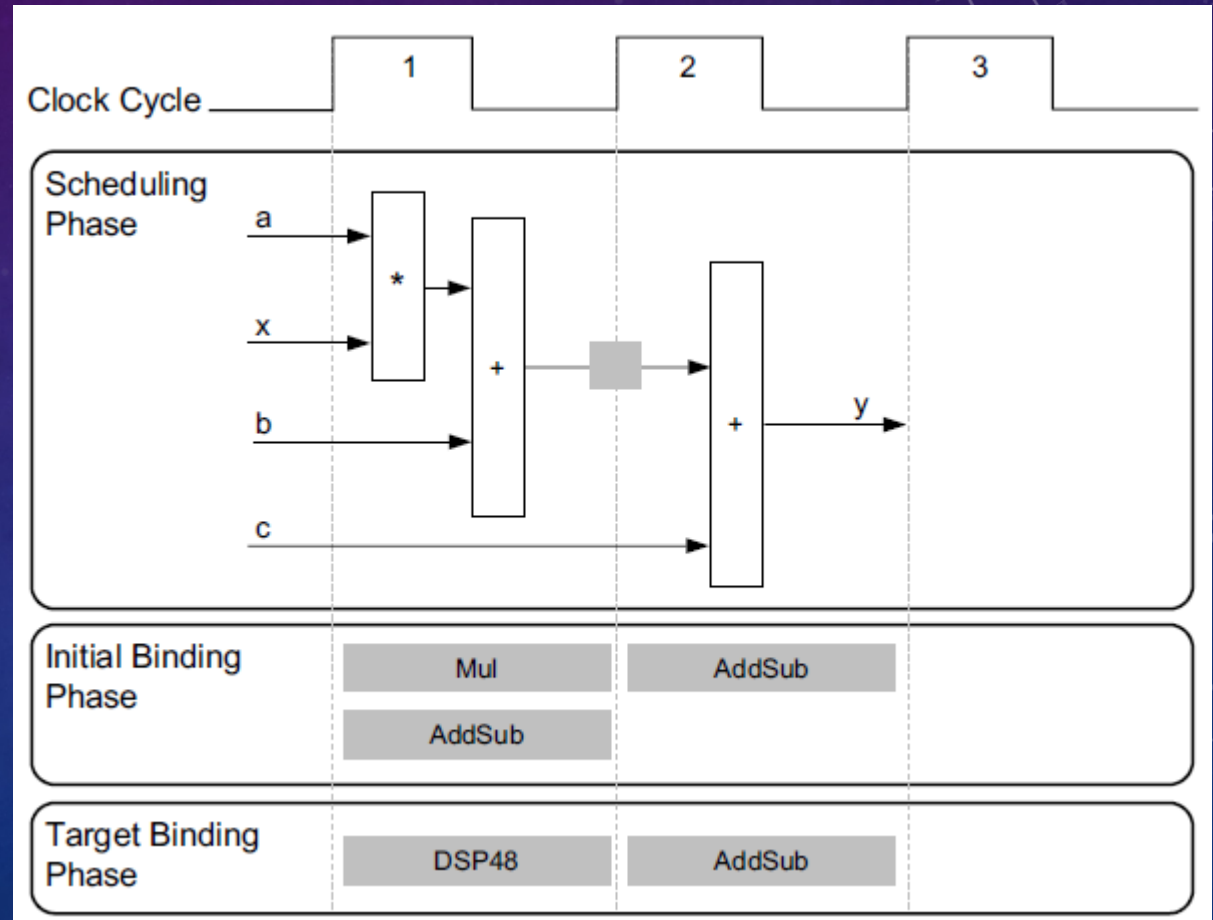 1
2
3
Clock Cycle
Scheduling
Phase
a
*
x
+
b
+
y
c
Initial Binding
Phase
Mul
AddSub
AddSub
Target Binding
Phase
DSP48
AddSub